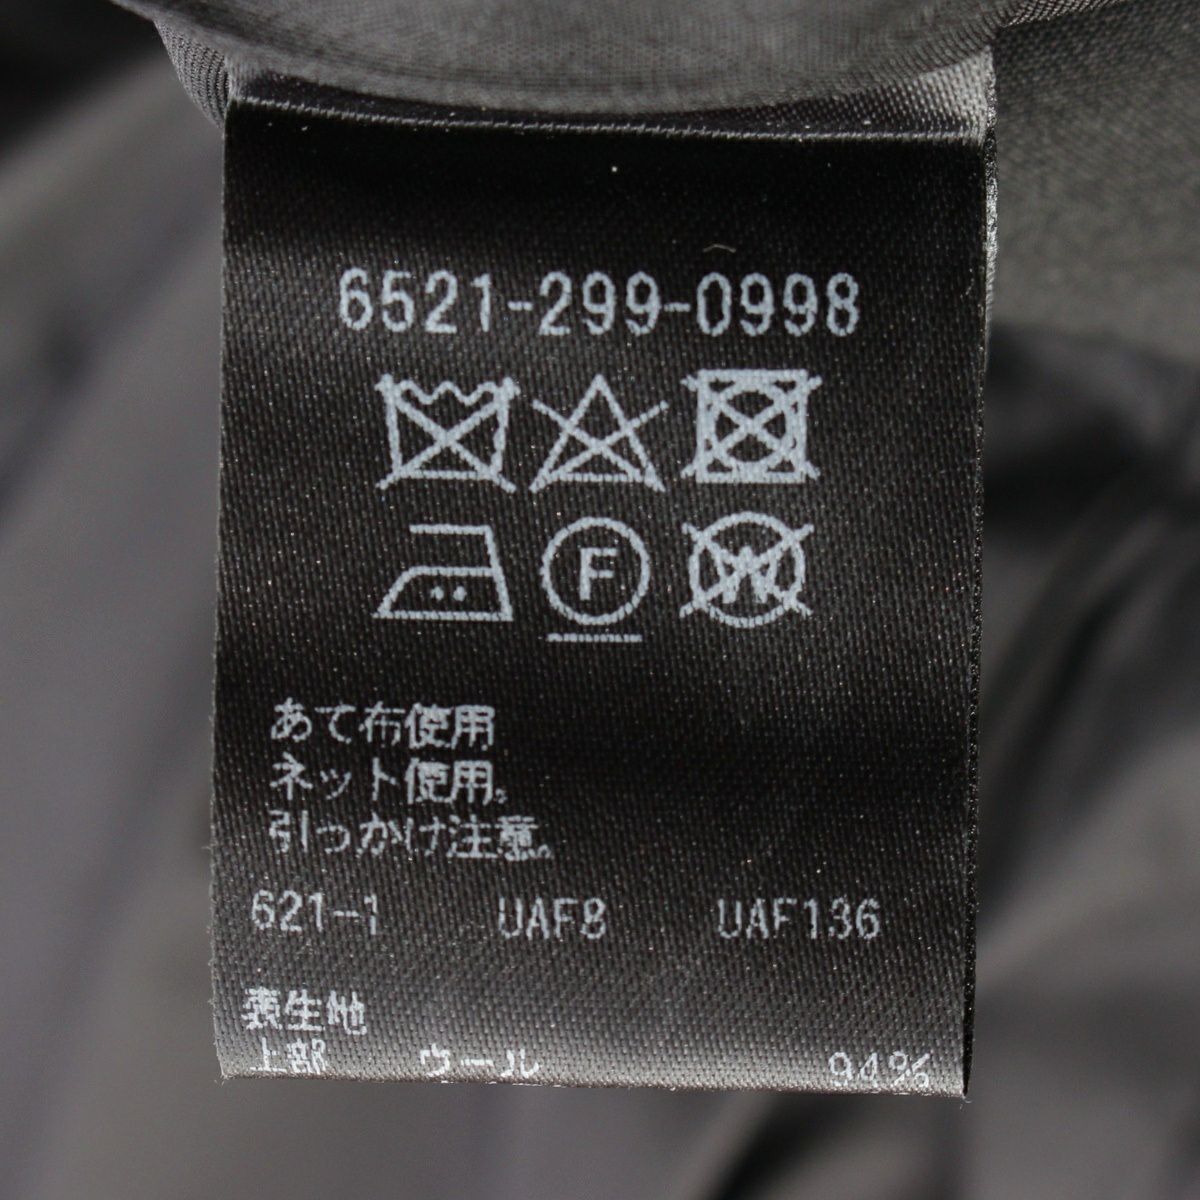 6521-299-0998
F
W
あて布使用
ネット使用。
引っかけ注意。
621-1 UAF8 UAF136
表生地
上部 ウール 94%